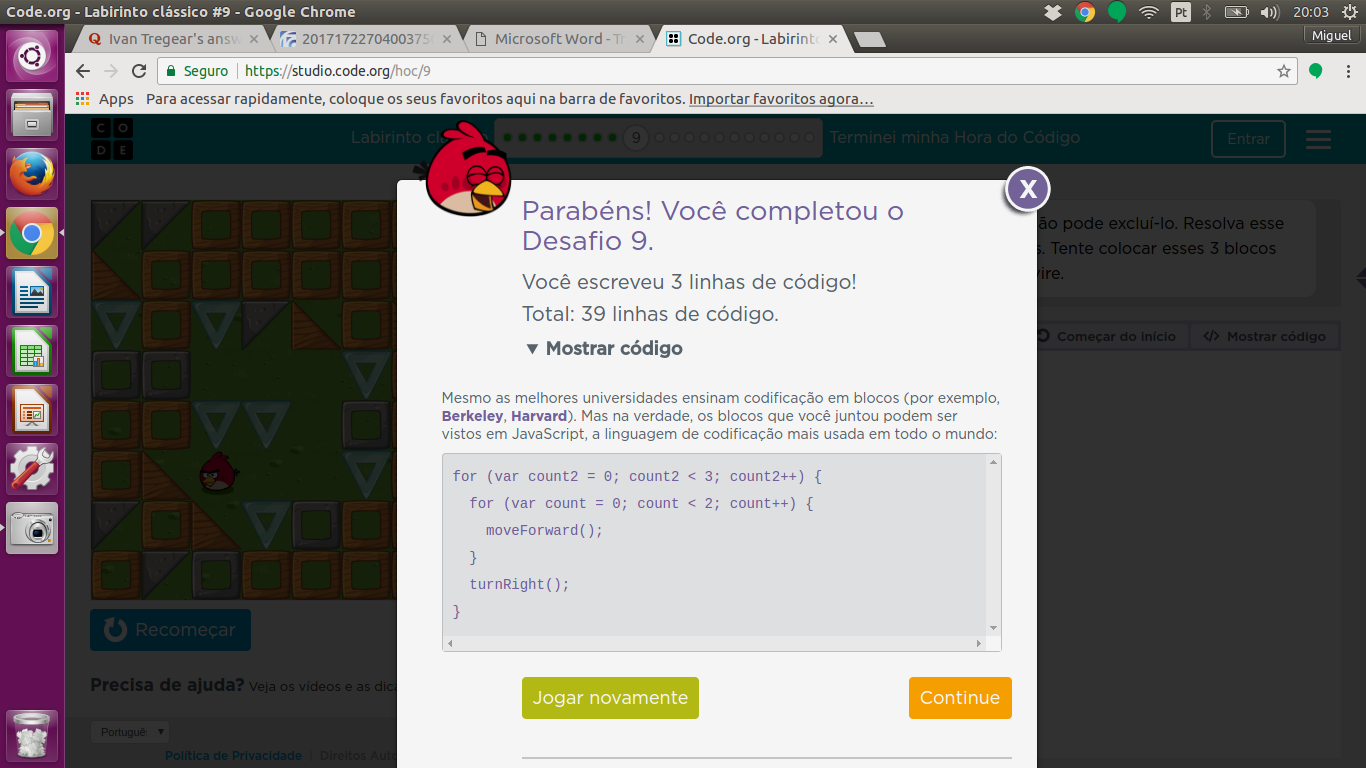 Code.org - Labirinto clássico #9 - Google Chrome
Pt
20:03
Ivan Tregear's answ
Microsoft Word - T
Code.org - Labirinto
Miguel
Seguro
https://studio.code.org/hoc/9
Apps Para acessar rapidamente, coloque os seus favoritos aqui na barra de favoritos. Importar favoritos agora...
CODE
Labirinto
9
Terminei minha Hora do Código
Entrar
X
Parabéns! Você completou o
Desafio 9.
Você escreveu 3 linhas de código!
Total: 39 linhas de código.
▼ Mostrar código
ão pode excluí-lo. Resolva esse
s. Tente colocar esses 3 blocos
vire.
Começar do início
</> Mostrar código
Mesmo as melhores universidades ensinam codificação em blocos (por exemplo,
Berkeley, Harvard). Mas na verdade, os blocos que você juntou podem ser
vistos em JavaScript, a linguagem de codificação mais usada em todo o mundo:
for (var count2 = 0; count2 < 3; count2++) {
for (var count = 0; count < 2; count++) {
moveForward();
}
turnRight();
}
Recomeçar
Jogar novamente
Continue
Precisa de ajuda? Veja os vídeos e as dica
Portuguê
Política de Privacidade | Direitos Auto